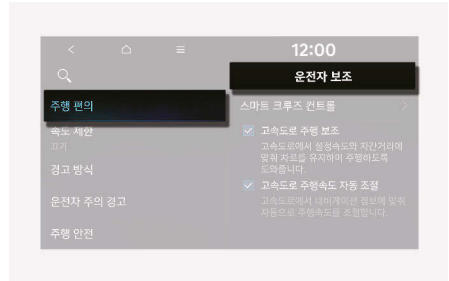 12:00
운전자 보조
주행 편의
속도 제한
끄기
경고 방식
운전자 주의 경고
주행 안전
스마트 크루즈 컨트롤
고속도로 주행 보조
고속도로에서 설정속도와 차간거리에
맞춰 차로를 유지하며 주행하도록
도와줍니다.
고속도로 주행속도 자동 조절
고속도로에서 내비게이션 정보에 맞춰
자동으로 주행속도를 조절합니다.